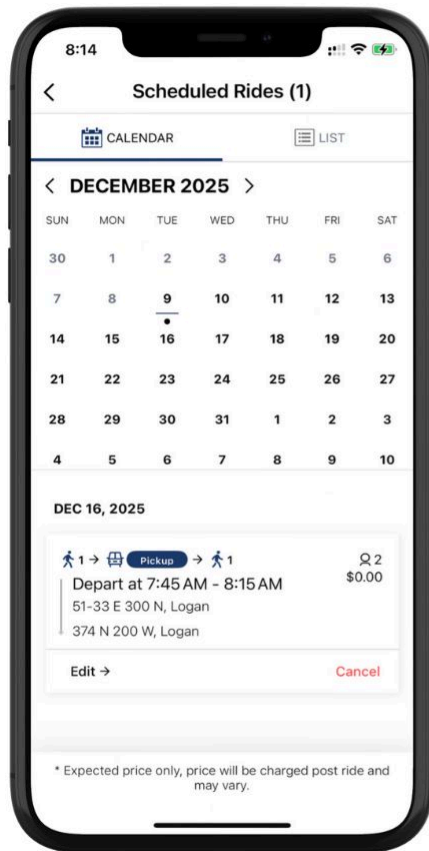 8:14
Scheduled Rides (1)
CALENDAR LIST
DECEMBER 2025
SUN MON TUE WED THU FRI SAT
30 1 2 3 4 5 6
7 8 9 10 11 12 13
14 15 16 17 18 19 20
21 22 23 24 25 26 27
28 29 30 31 1 2 3
4 5 6 7 8 9 10
DEC 16, 2025
1 → Pickup → 1 2
Depart at 7:45 AM - 8:15 AM $0.00
51-33 E 300 N, Logan
374 N 200 W, Logan
Edit → Cancel
* Expected price only, price will be charged post ride and
may vary.